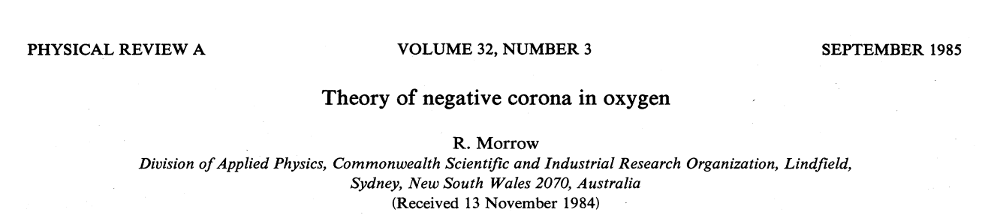 PHYSICAL REVIEW A VOLUME 32, NUMBER 3 SEPTEMBER 1985
Theory of negative corona in oxygen
R. Morrow
Division of Applied Physics, Commonwealth Scientific and Industrial Research Organization, Lindfield,
Sydney, New South Wales 2070, Australia
(Received 13 November 1984)